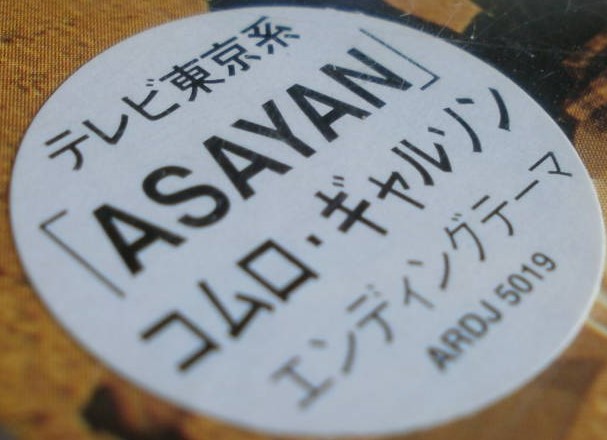 テレビ東京系
「ASAYAN」
コムロ・ギャルソン
エンディングテーマ
ARDJ 5019